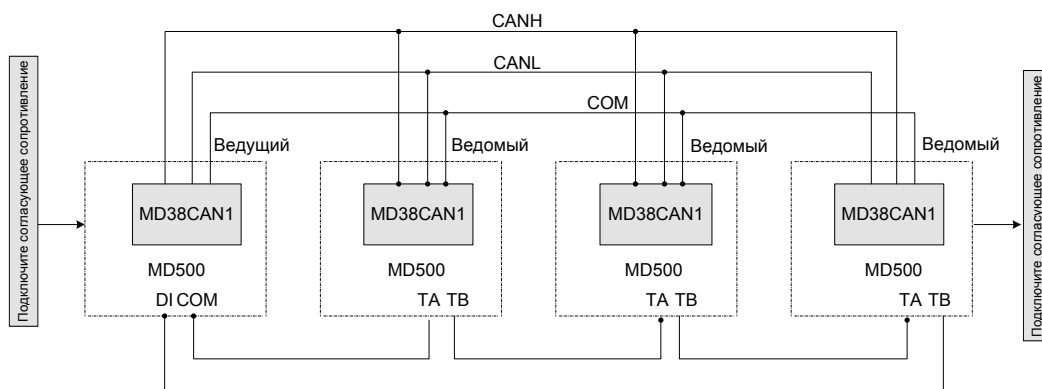 CANH
CANL
COM
Подключите согласующее сопротивление
Ведущий
Ведомый
Ведомый
Ведомый
Подключите согласующее сопротивление
MD38CAN1
MD38CAN1
MD38CAN1
MD38CAN1
MD500
MD500
MD500
MD500
DI COM
TA TB
TA TB
TA TB